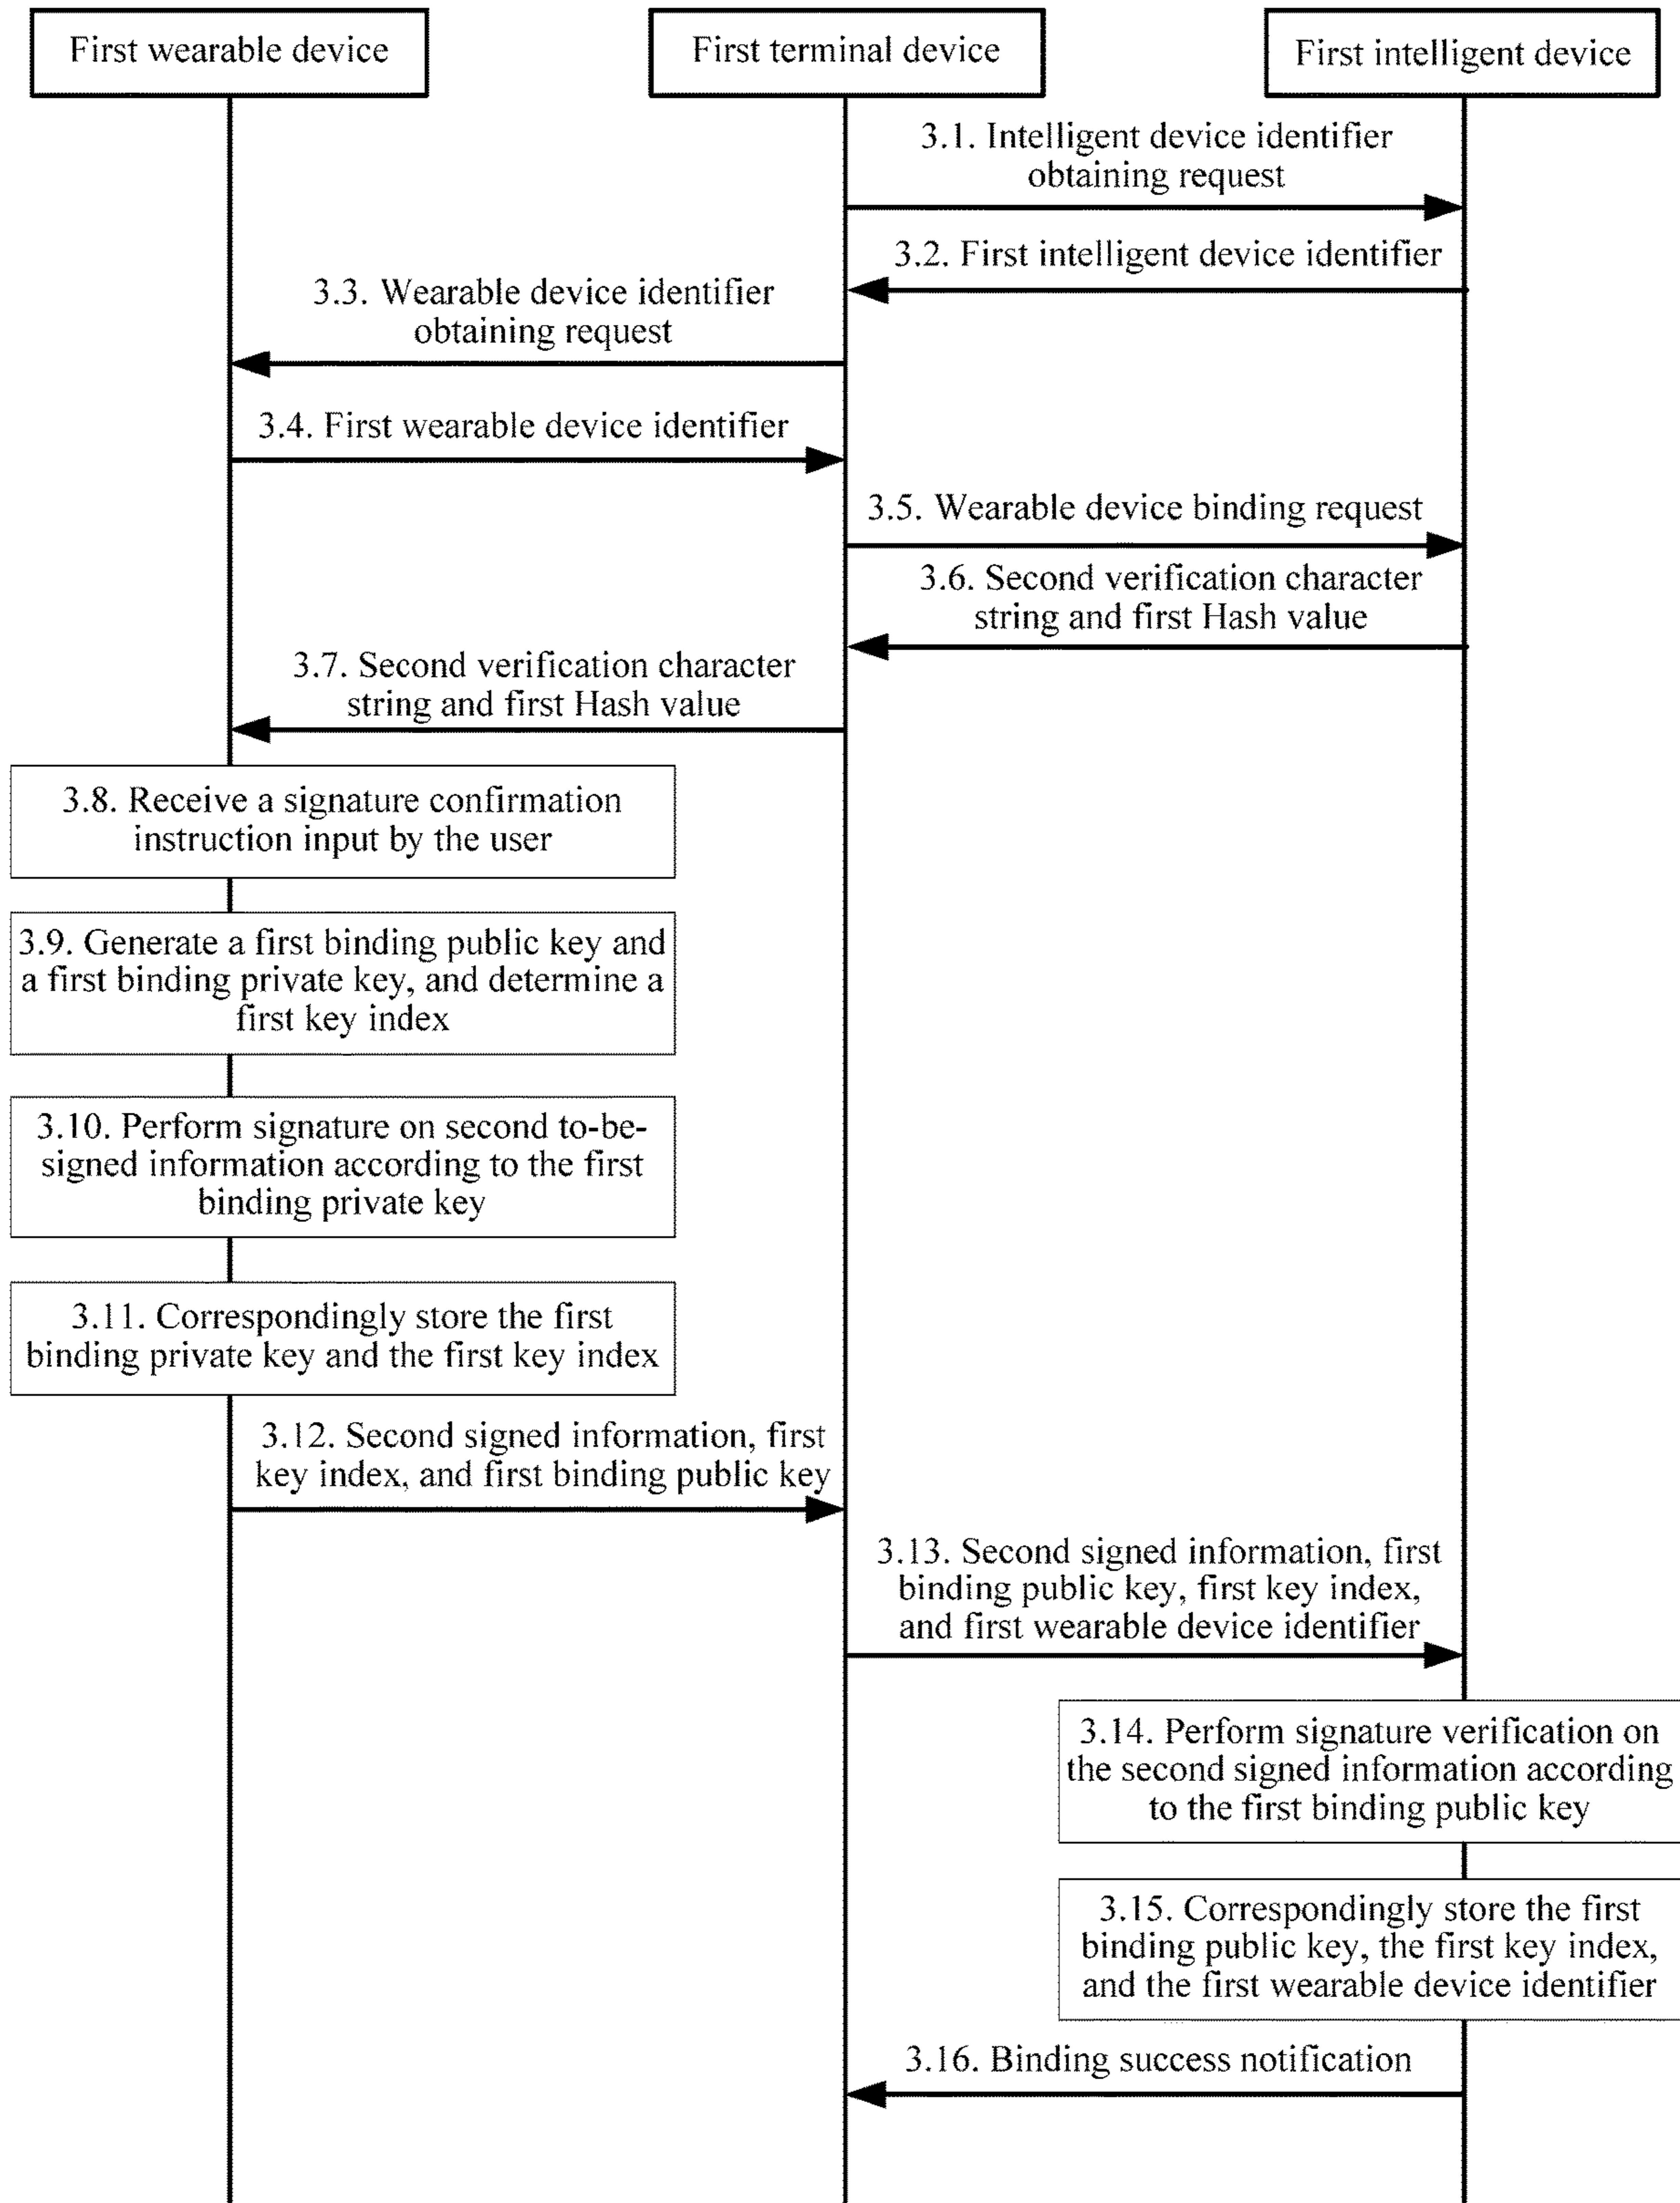 First wearable device
First terminal device
First intelligent device
3.1. Intelligent device identifier
obtaining request
3.2. First intelligent device identifier
3.3. Wearable device identifier
obtaining request
3.4. First wearable device identifier
3.5. Wearable device binding request
3.6. Second verification character
string and first Hash value
3.7. Second verification character
string and first Hash value
3.8. Receive a signature confirmation
instruction input by the user
3.9. Generate a first binding public key and
a first binding private key, and determine a
first key index
3.10. Perform signature on second to-be-
signed information according to the first
binding private key
3.11. Correspondingly store the first
binding private key and the first key index
3.12. Second signed information, first
key index, and first binding public key
3.13. Second signed information, first
binding public key, first key index,
and first wearable device identifier
3.14. Perform signature verification on
the second signed information according
to the first binding public key
3.15. Correspondingly store the first
binding public key, the first key index,
and the first wearable device identifier
3.16. Binding success notification